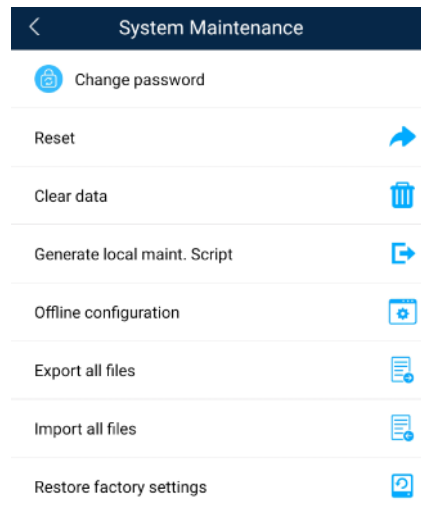 System Maintenance
Change password
Reset
Clear data
Generate local maint. Script
Offline configuration
Export all files
Import all files
Restore factory settings